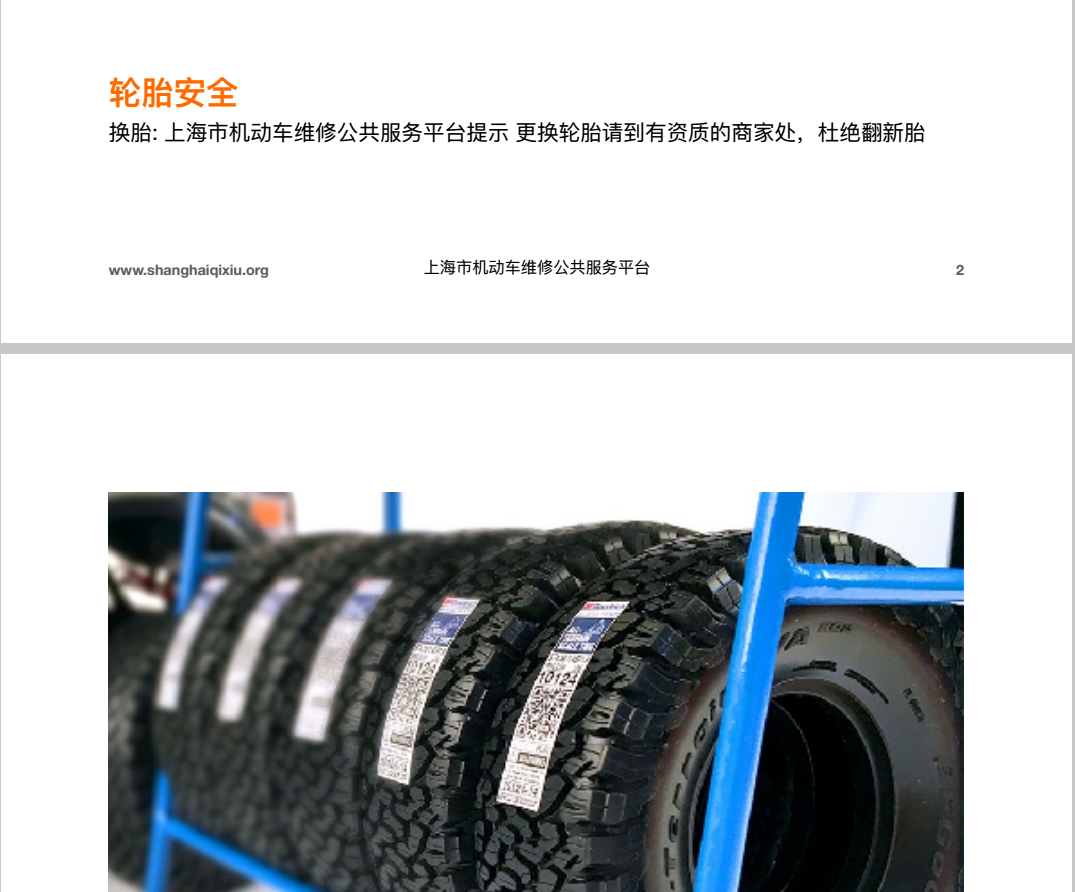 轮胎安全
换胎: 上海市机动车维修公共服务平台提示 更换轮胎请到有资质的商家处，杜绝翻新胎
www.shanghaiqixiu.org
上海市机动车维修公共服务平台
2
10124
10124